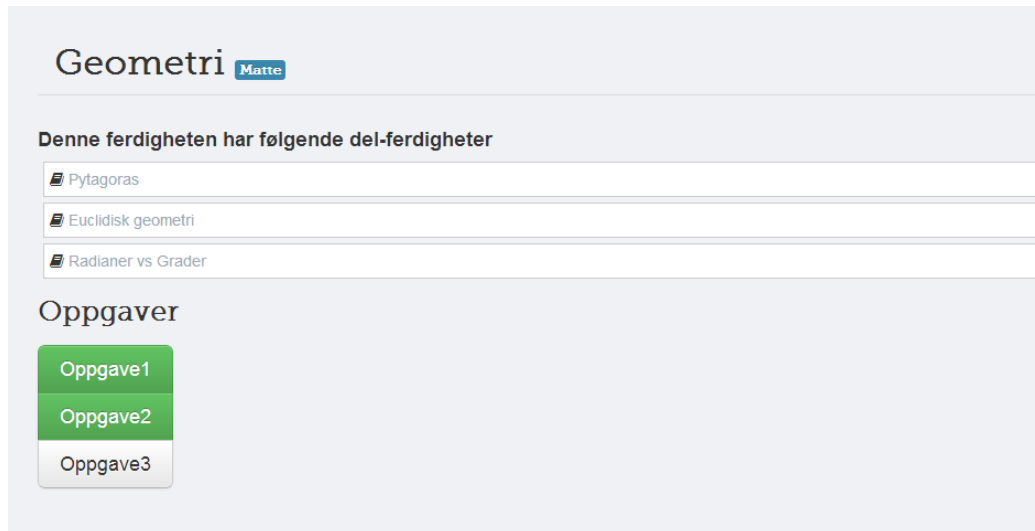 Geometri Matte
Denne ferdigheten har følgende del-ferdigheter
Pytagoras
Euclidisk geometri
Radianer vs Grader
Oppgaver
Oppgave1
Oppgave2
Oppgave3